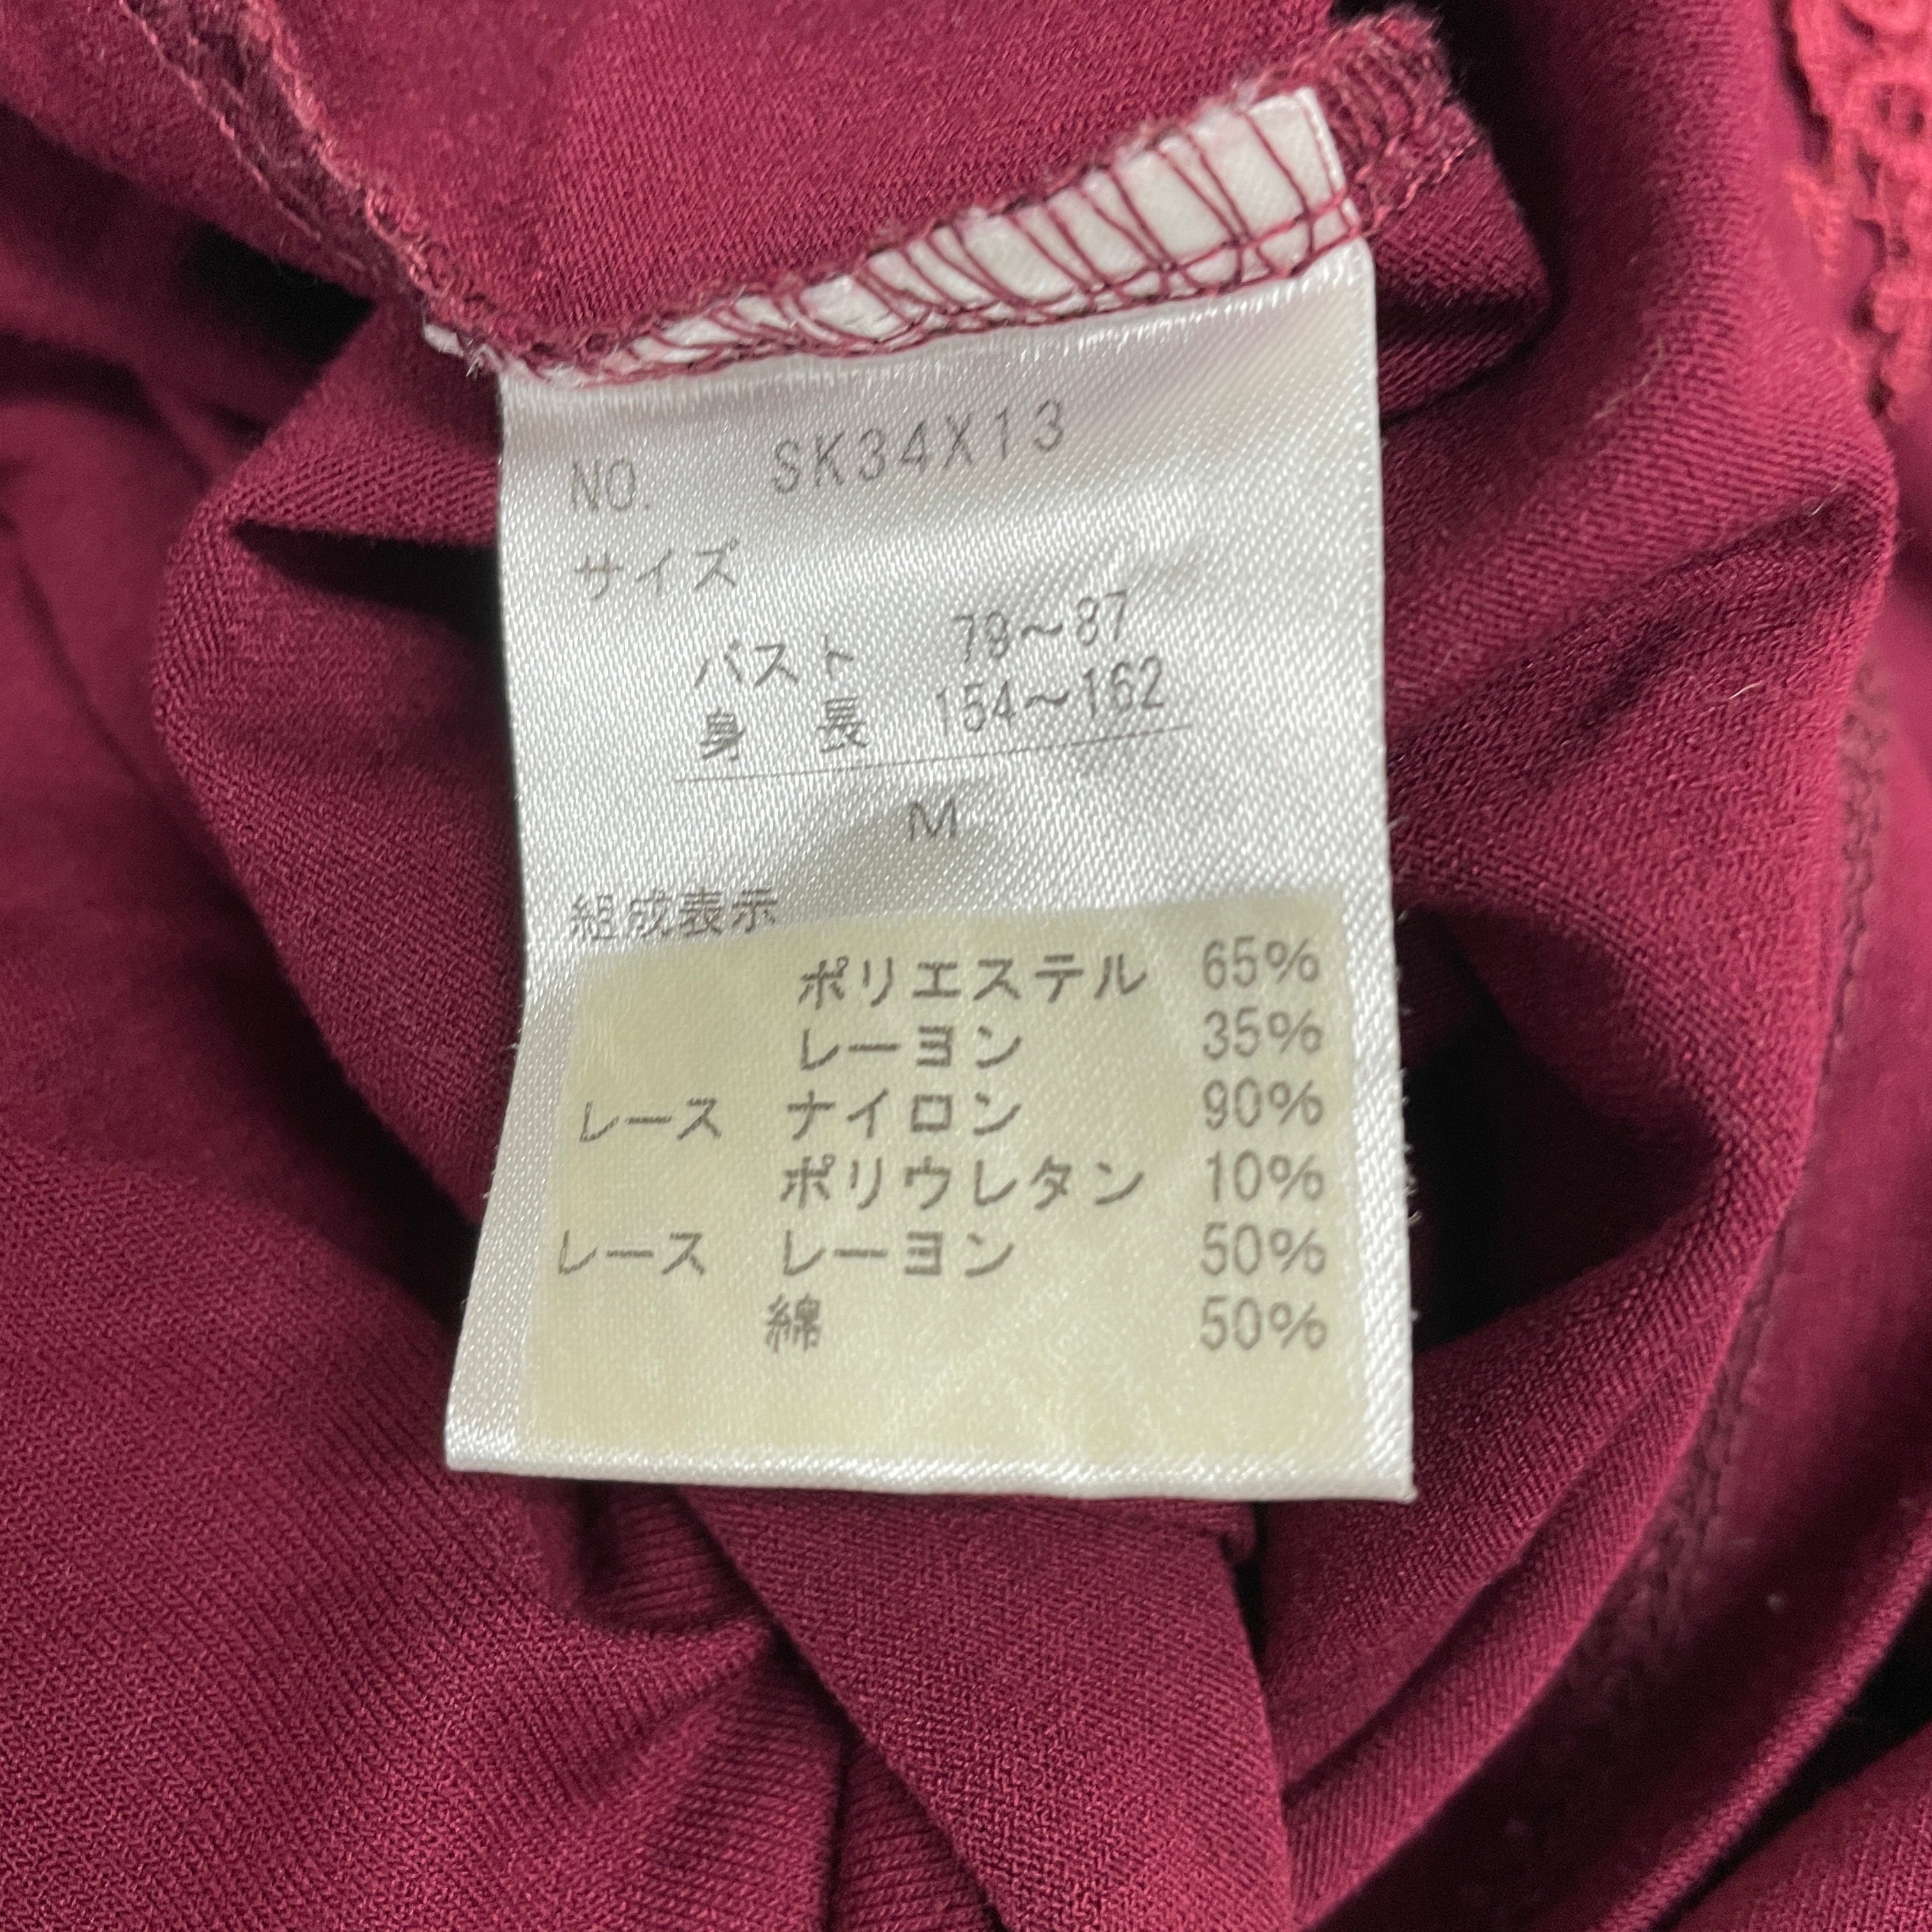 NO. SK34X13
サイズ
バスト 79〜87
身 長 154〜162
M
組成表示
ポリエステル 65%
レーヨン 35%
レース ナイロン 90%
ポリウレタン 10%
レース レーヨン 50%
綿 50%